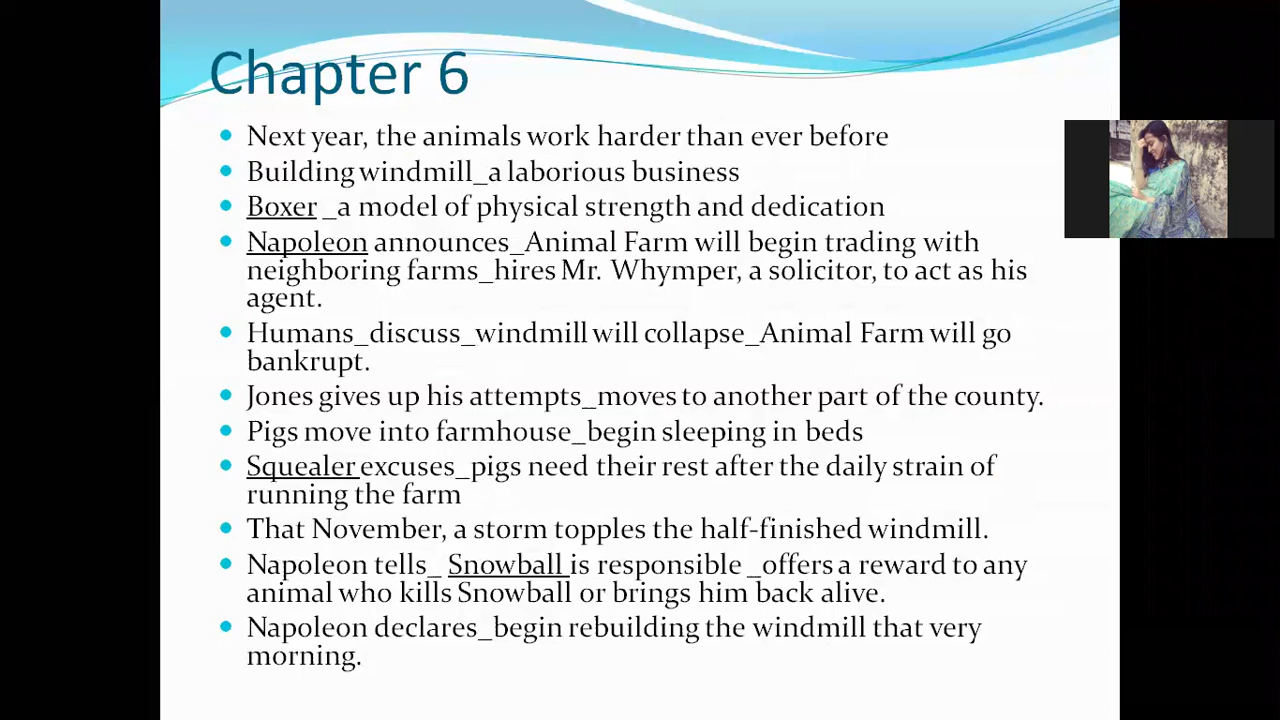 Chapter 6
Next year, the animals work harder than ever before
Building windmill_a laborious business
Boxer _a model of physical strength and dedication
Napoleon announces_Animal Farm will begin trading with
neighboring farms_hires Mr. Whymper, a solicitor, to act as his
agent.
Humans_discuss_windmill will collapse_Animal Farm will go
bankrupt.
Jones gives up his attempts_moves to another part of the county.
Pigs move into farmhouse_begin sleeping in beds
Squealer excuses_pigs need their rest after the daily strain of
running the farm
That November, a storm topples the half-finished windmill.
Napoleon tells_ Snowball is responsible _offers a reward to any
animal who kills Snowball or brings him back alive.
Napoleon declares_begin rebuilding the windmill that very
morning.